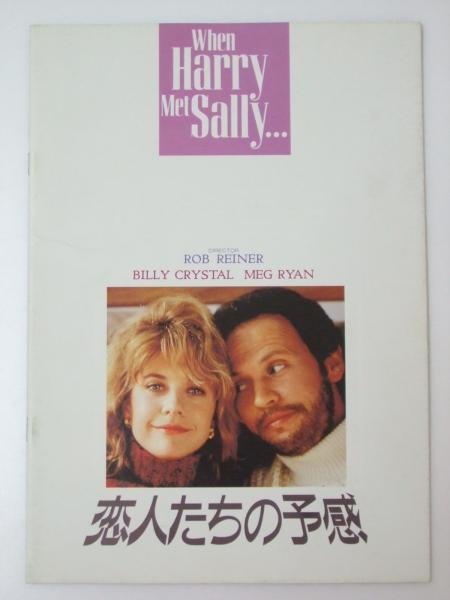 When
Harry
Met Sally...
DIRECTOR
ROB REINER
BILLY CRYSTAL MEG RYAN
恋人たちの予感